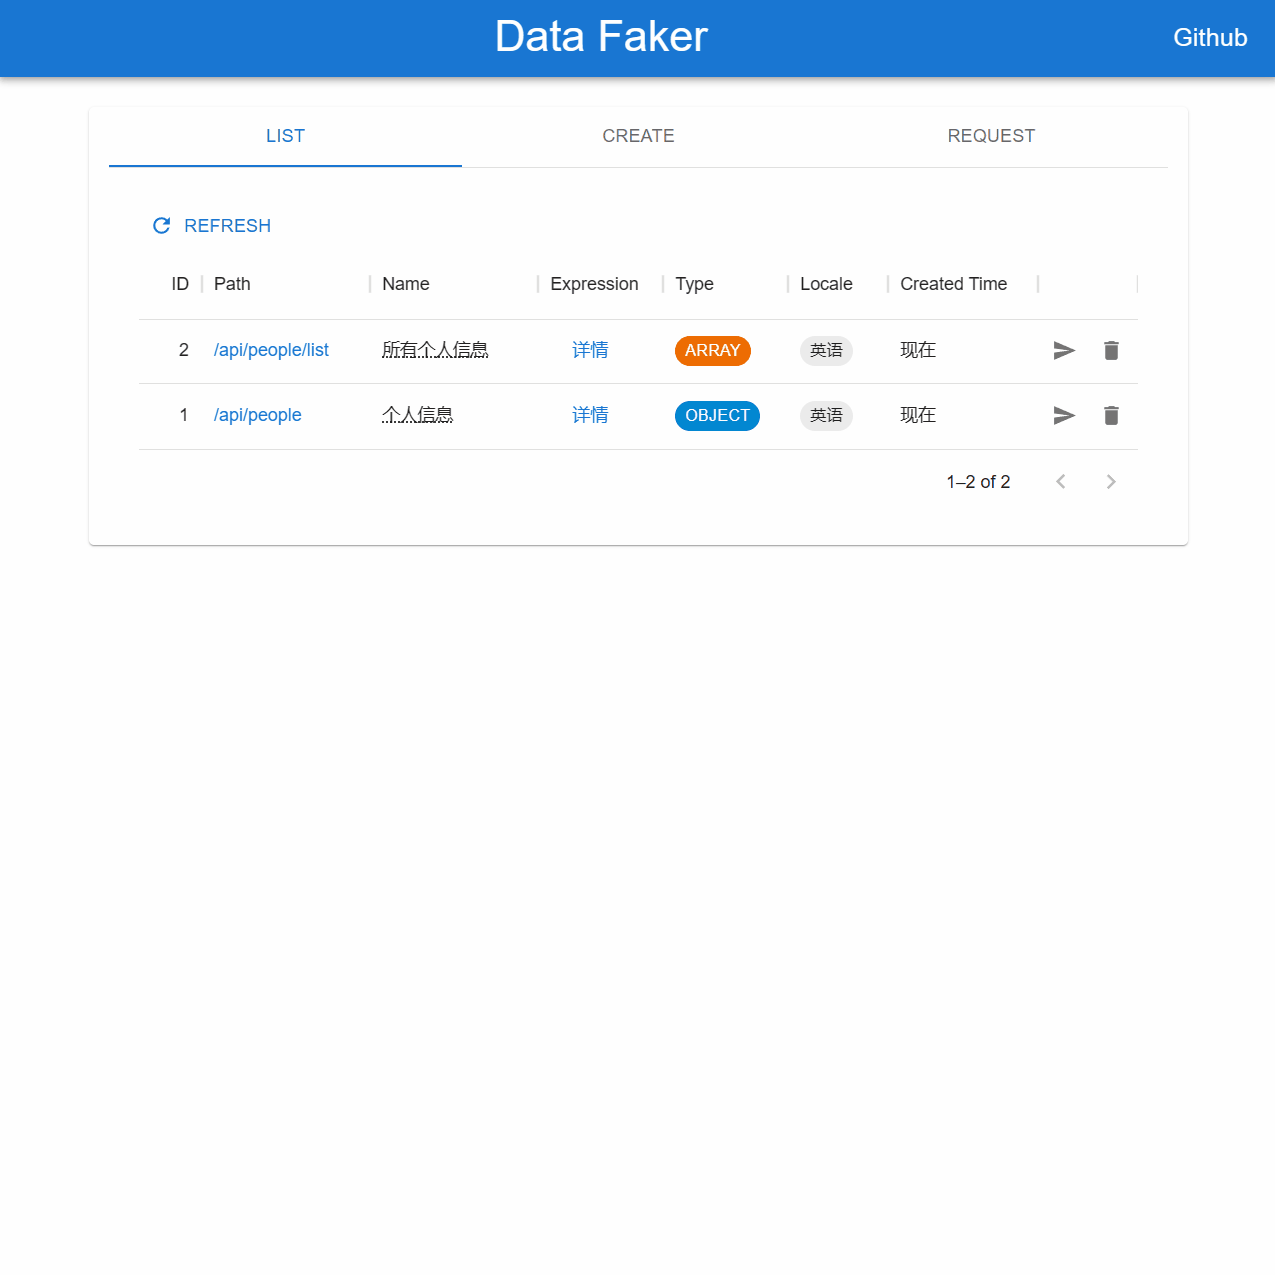 Data Faker
Github
LIST CREATE REQUEST
REFRESH
ID Path Name Expression Type Locale Created Time
2 /api/people/list 所有个人信息 详情 ARRAY 英语 现在
1 /api/people 个人信息 详情 OBJECT 英语 现在
1–2 of 2